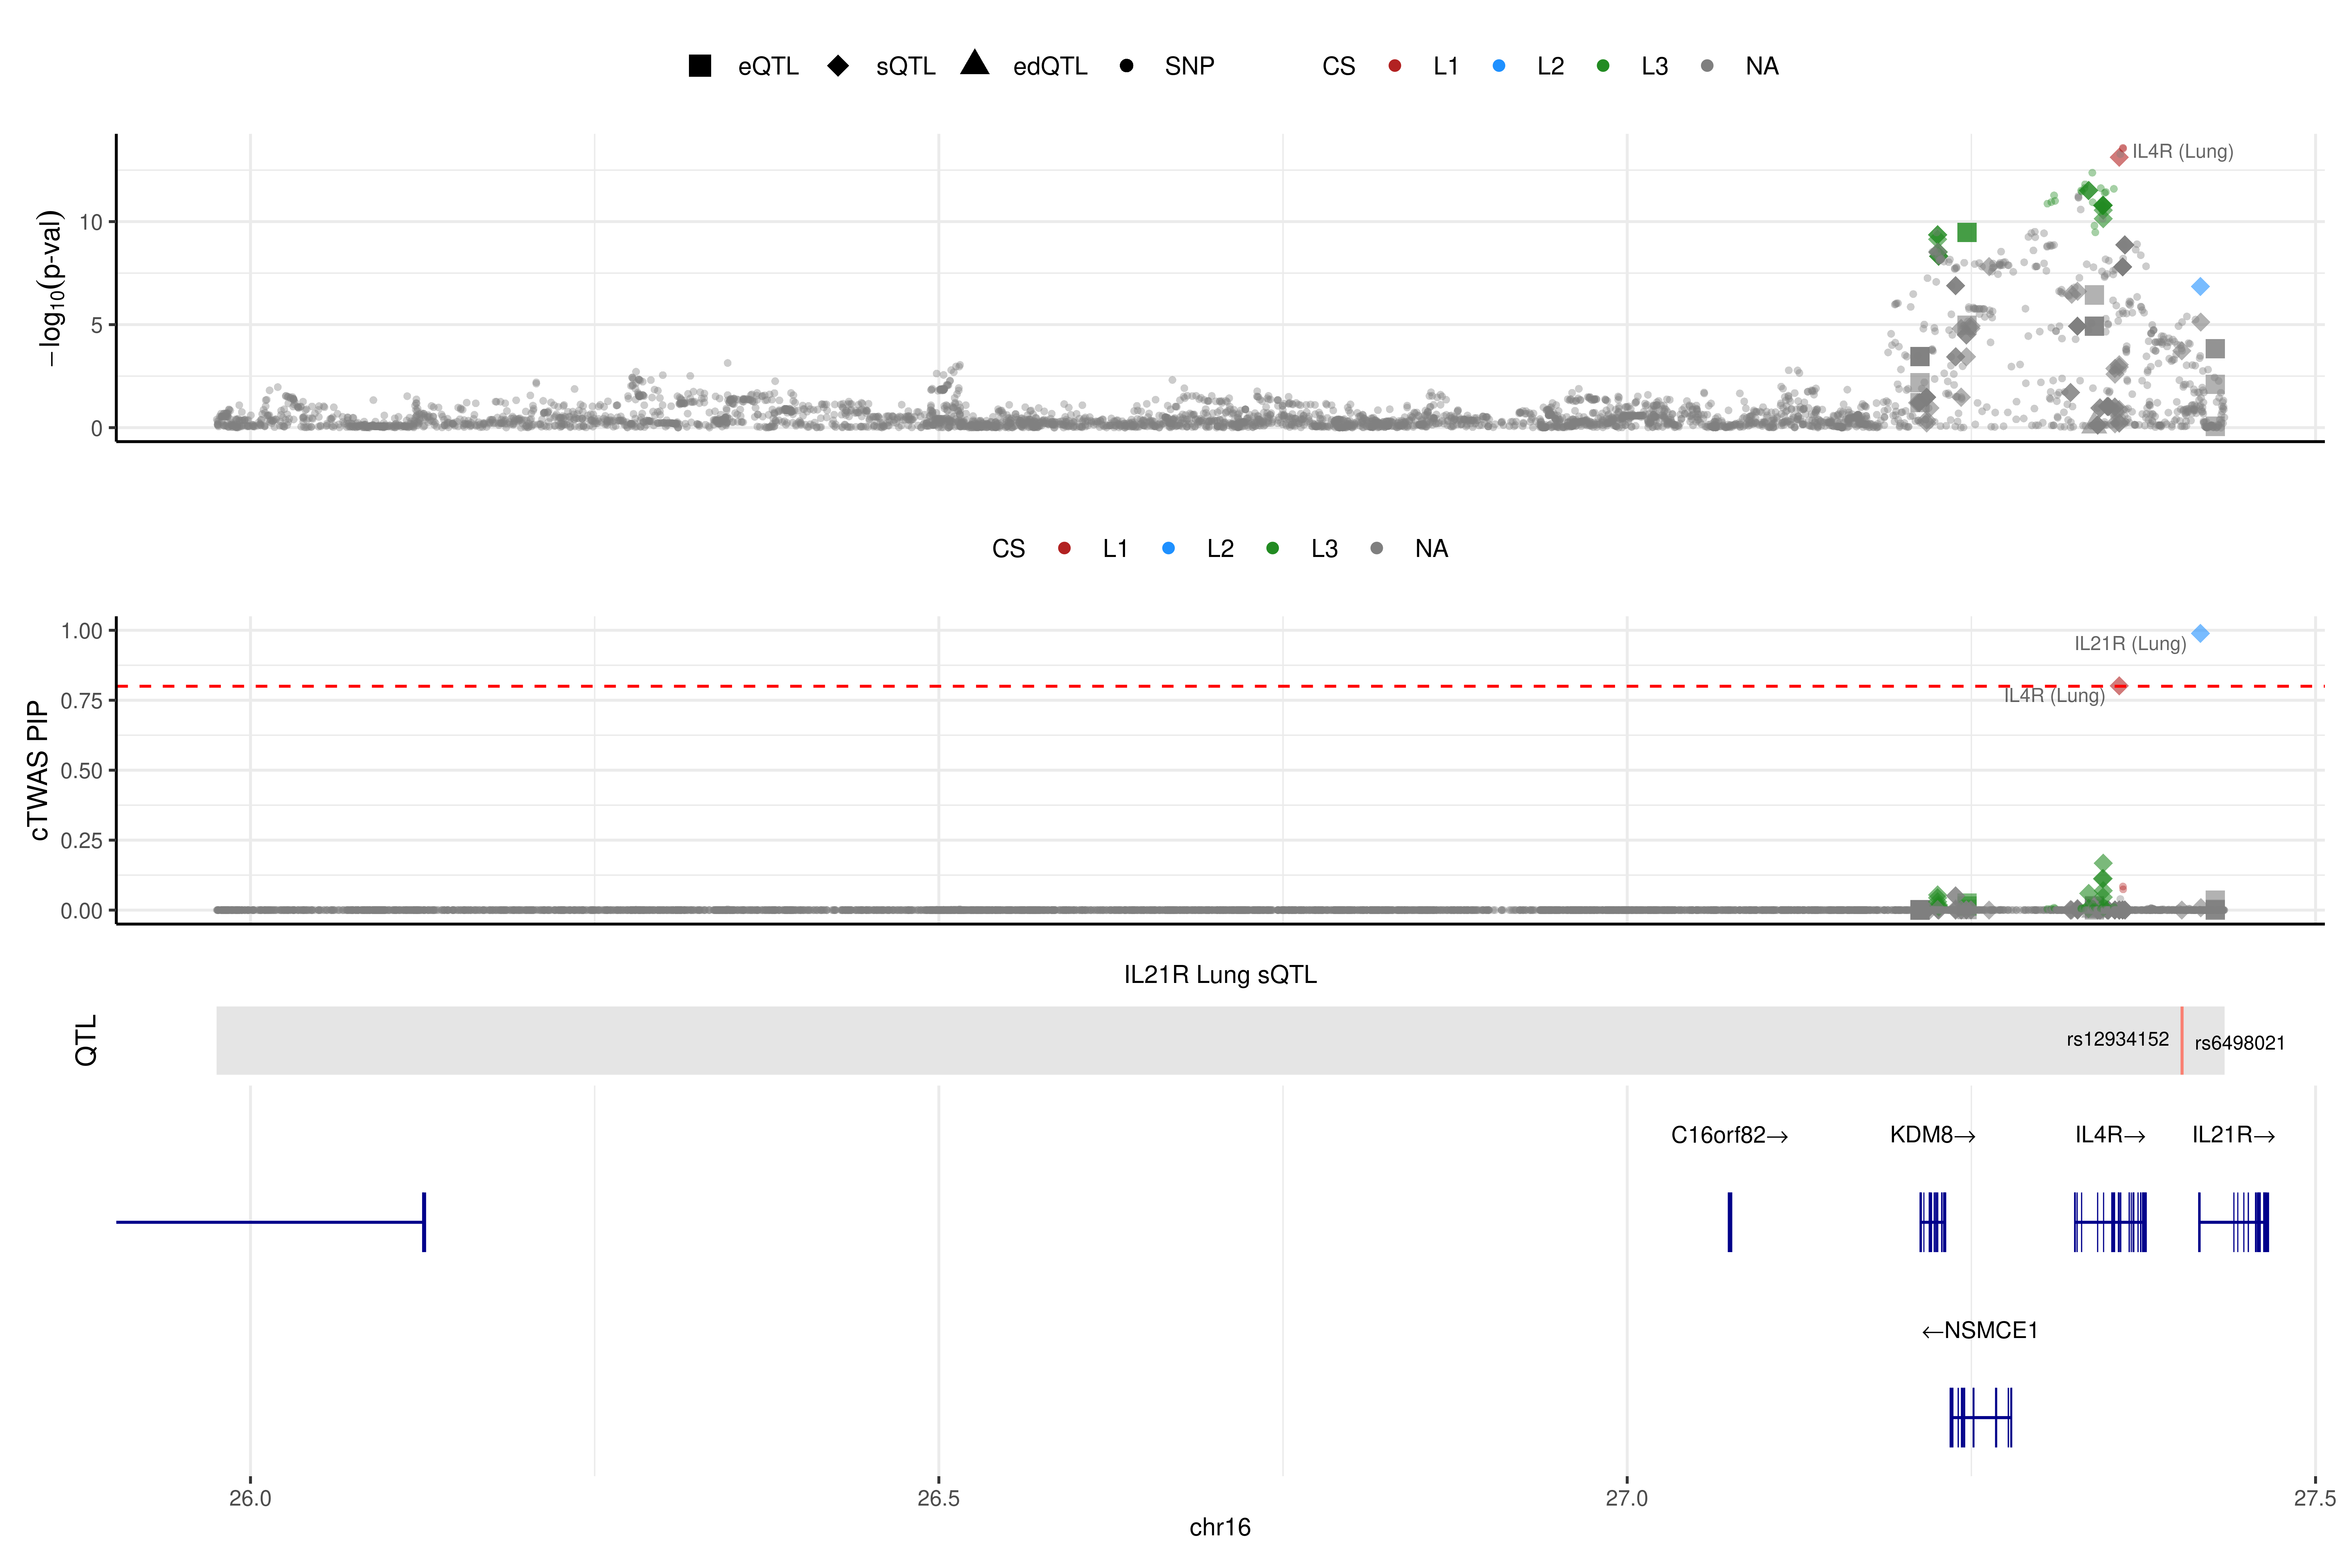 eQTL sQTL edQTL SNP CS L1 L2 L3 NA
−log10(p-val)
10
5
0
IL4R (Lung)
CS L1 L2 L3 NA
cTWAS PIP
1.00
0.75
0.50
0.25
0.00
IL21R (Lung)
IL4R (Lung)
IL21R Lung sQTL
QTL
rs12934152
rs6498021
C16orf82→ KDM8→ IL4R→ IL21R→
←NSMCE1
26.0 26.5 27.0 27.5
chr16